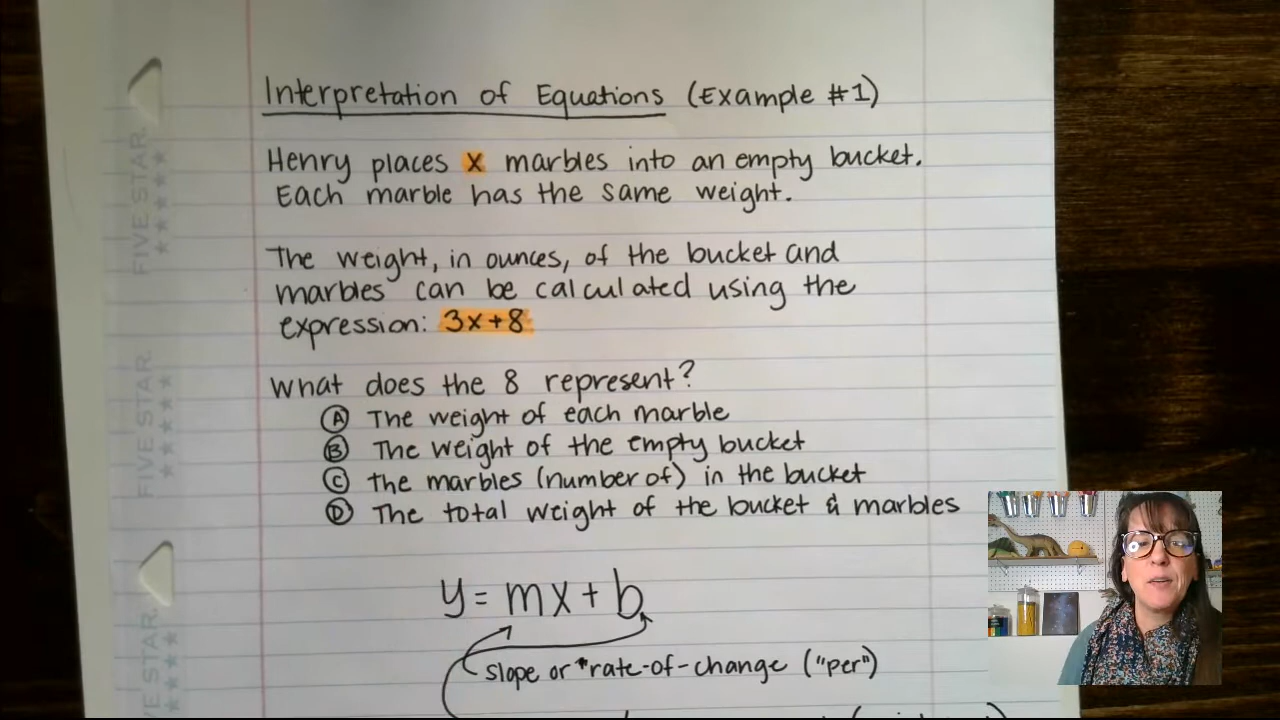 Interpretation of Equations (Example #1)
Henry places x marbles into an empty bucket.
Each marble has the same weight.
The weight, in ounces, of the bucket and
marbles can be calculated using the
expression: 3x+8
What does the 8 represent?
A The weight of each marble
B The weight of the empty bucket
C the marbles (number of) in the bucket
D The total weight of the bucket & marbles
y = mx + b
slope or *rate-of-change ("per")
FIVE STAR
FIVE STAR
VE STAR